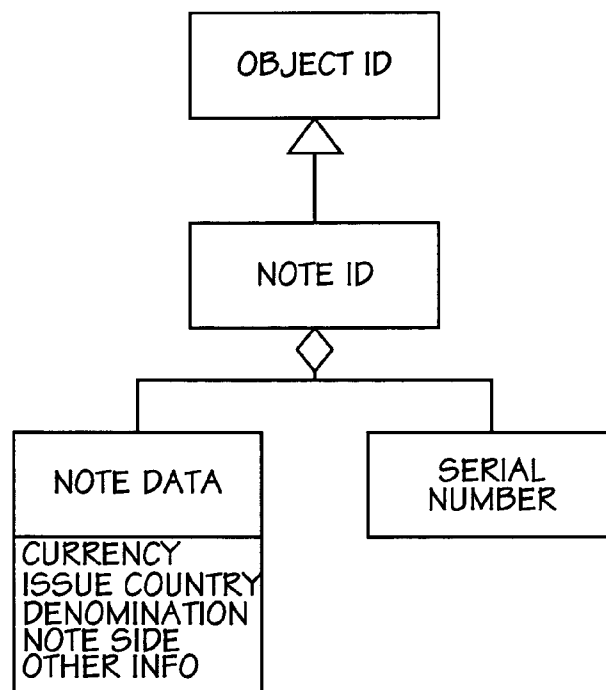 OBJECT ID
NOTE ID
NOTE DATA
CURRENCY
ISSUE COUNTRY
DENOMINATION
NOTE SIDE
OTHER INFO
SERIAL
NUMBER